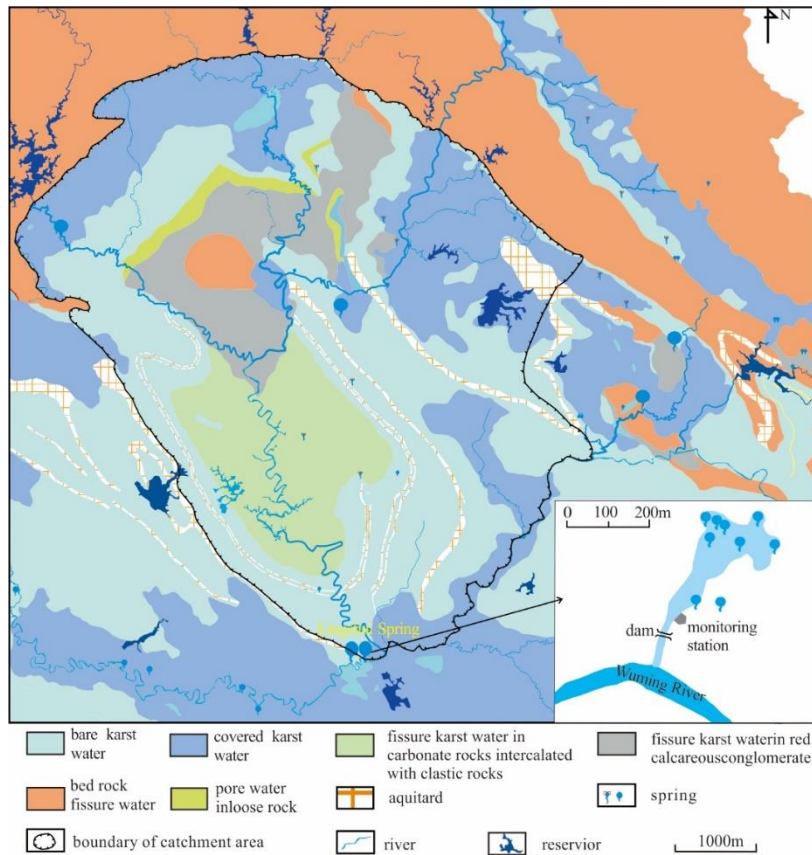 N
Spring
0 100 200m
dam
monitoring
station
Wuming River
bare karst
water
covered karst
water
fissure karst water in
carbonate rocks intercalated
with clastic rocks
fissure karst waterin red
calcareousconglomerate
bed rock
fissure water
pore water
inloose rock
aquitard
spring
boundary of catchment area
river
reservior
1000m